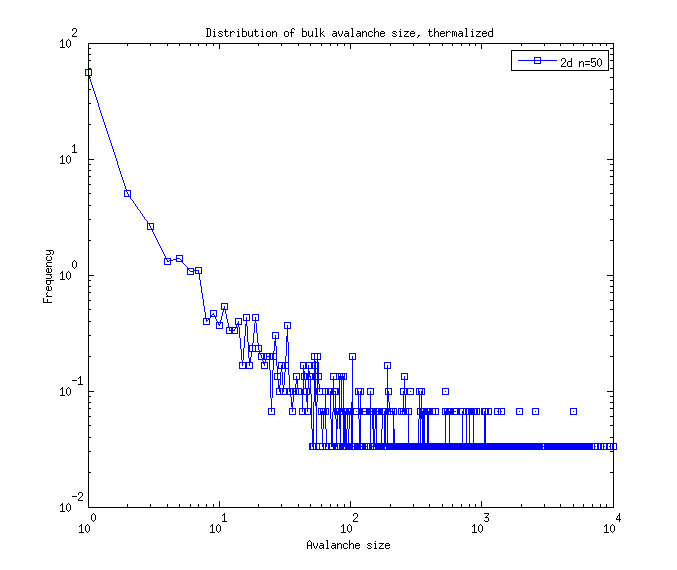 Distribution of bulk avalanche size, thermalized
10^2
2d n=50
10^1
10^0
10^-1
10^-2
Frequency
10^0 10^1 10^2 10^3 10^4
Avalanche size